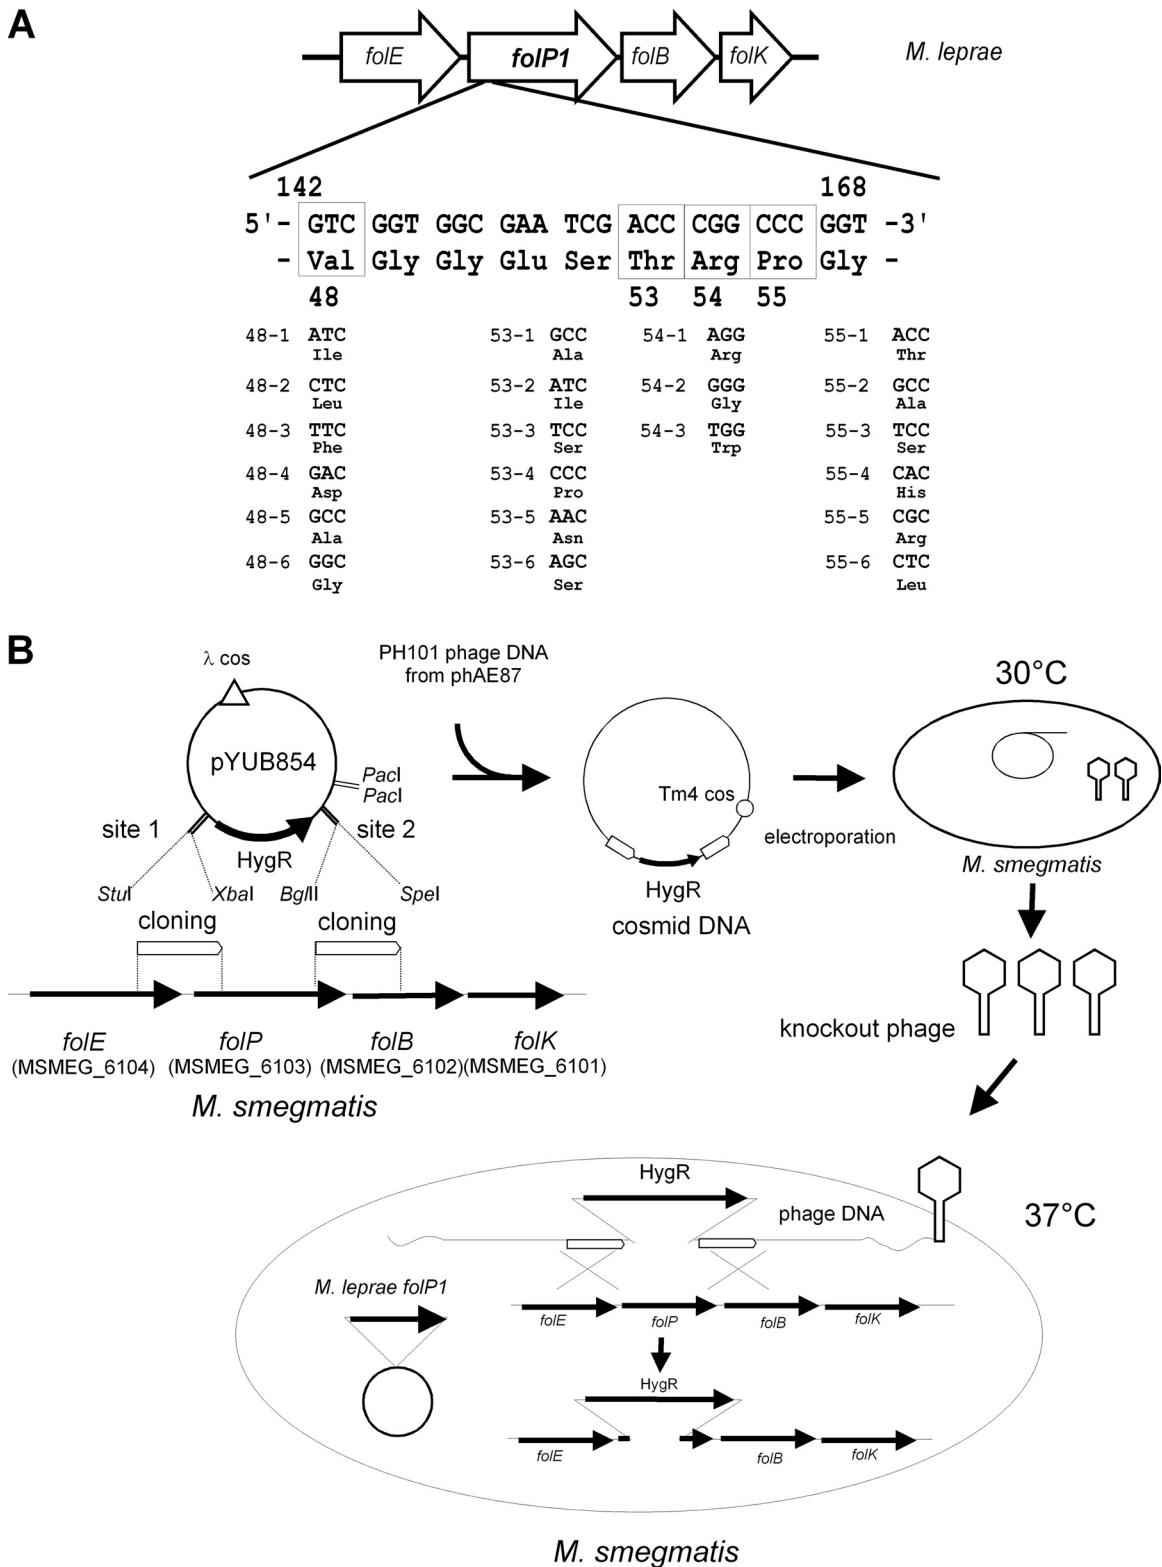 A
folE folP1 folB folK M. leprae
142 168
5'- GTC GGT GGC GAA TCG ACC CGG CCC GGT -3'
- Val Gly Gly Glu Ser Thr Arg Pro Gly -
48 53 54 55
48-1 ATC 53-1 GCC 54-1 AGG 55-1 ACC
Ile Ala Arg Thr
48-2 CTC 53-2 ATC 54-2 GGG 55-2 GCC
Leu Ile Gly Ala
48-3 TTC 53-3 TCC 54-3 TGG 55-3 TCC
Phe Ser Trp Ser
48-4 GAC 53-4 CCC 55-4 CAC
Asp Pro His
48-5 GCC 53-5 AAC 55-5 CGC
Ala Asn Arg
48-6 GGC 53-6 AGC 55-6 CTC
Gly Ser Leu
B
λ cos
pYUB854
PacI
PacI
site 1
site 2
HygR
StuI XbaI BglII SpeI
cloning cloning
folE folP folB folK
(MSMEG_6104) (MSMEG_6103) (MSMEG_6102)(MSMEG_6101)
M. smegmatis
PH101 phage DNA
from phAE87
Tm4 cos
HygR
cosmid DNA
electroporation
30°C
M. smegmatis
knockout phage
37°C
HygR
phage DNA
M. leprae folP1
folE folP folB folK
HygR
folE folB folK
M. smegmatis